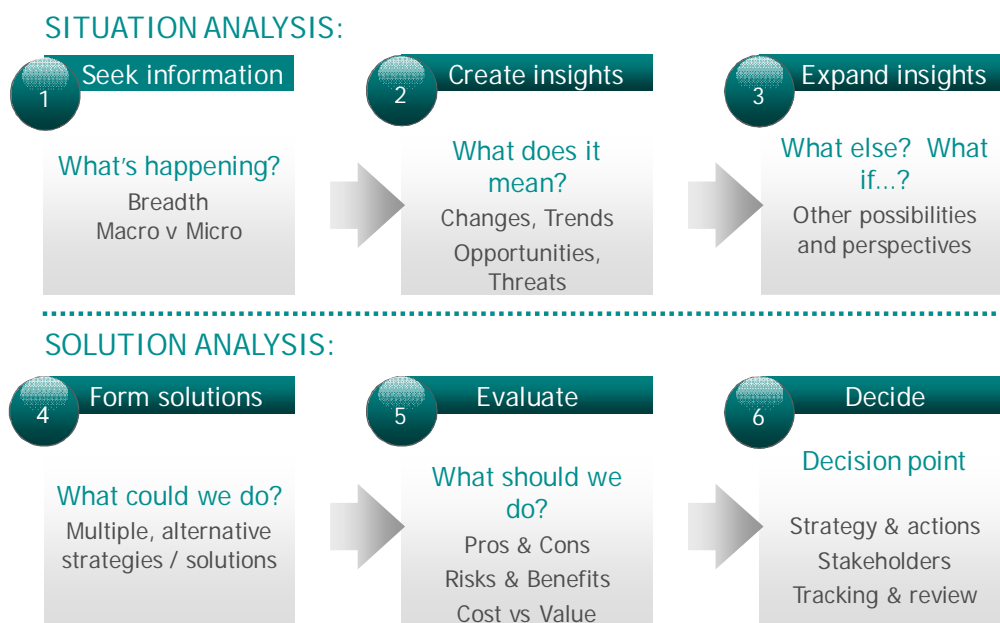 SITUATION ANALYSIS:
1
Seek information
What's happening?
Breadth
Macro v Micro
2
Create insights
What does it
mean?
Changes, Trends
Opportunities,
Threats
3
Expand insights
What else?  What
if...?
Other possibilities
and perspectives
SOLUTION ANALYSIS:
4
Form solutions
What could we do?
Multiple, alternative
strategies / solutions
5
Evaluate
What should we
do?
Pros & Cons
Risks & Benefits
Cost vs Value
6
Decide
Decision point
Strategy & actions
Stakeholders
Tracking & review